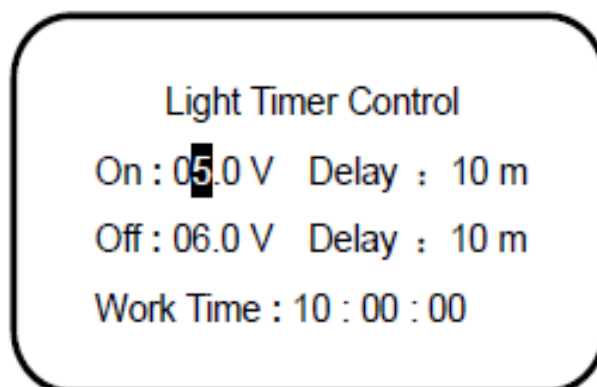 Light Timer Control
On : 05.0 V Delay ： 10 m
Off : 06.0 V Delay ： 10 m
Work Time : 10 : 00 : 00